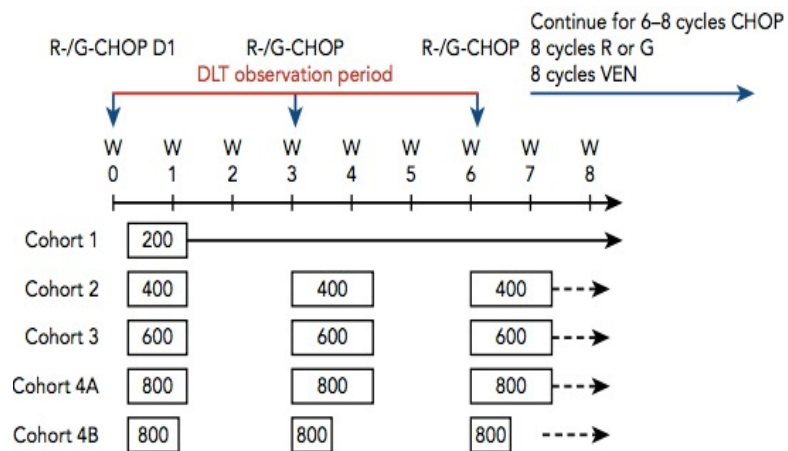 Continue for 6–8 cycles CHOP
8 cycles R or G
8 cycles VEN
R-/G-CHOP D1 R-/G-CHOP R-/G-CHOP
DLT observation period
W W W W W W W W W
0 1 2 3 4 5 6 7 8
Cohort 1 200
Cohort 2 400 400 400
Cohort 3 600 600 600
Cohort 4A 800 800 800
Cohort 4B 800 800 800